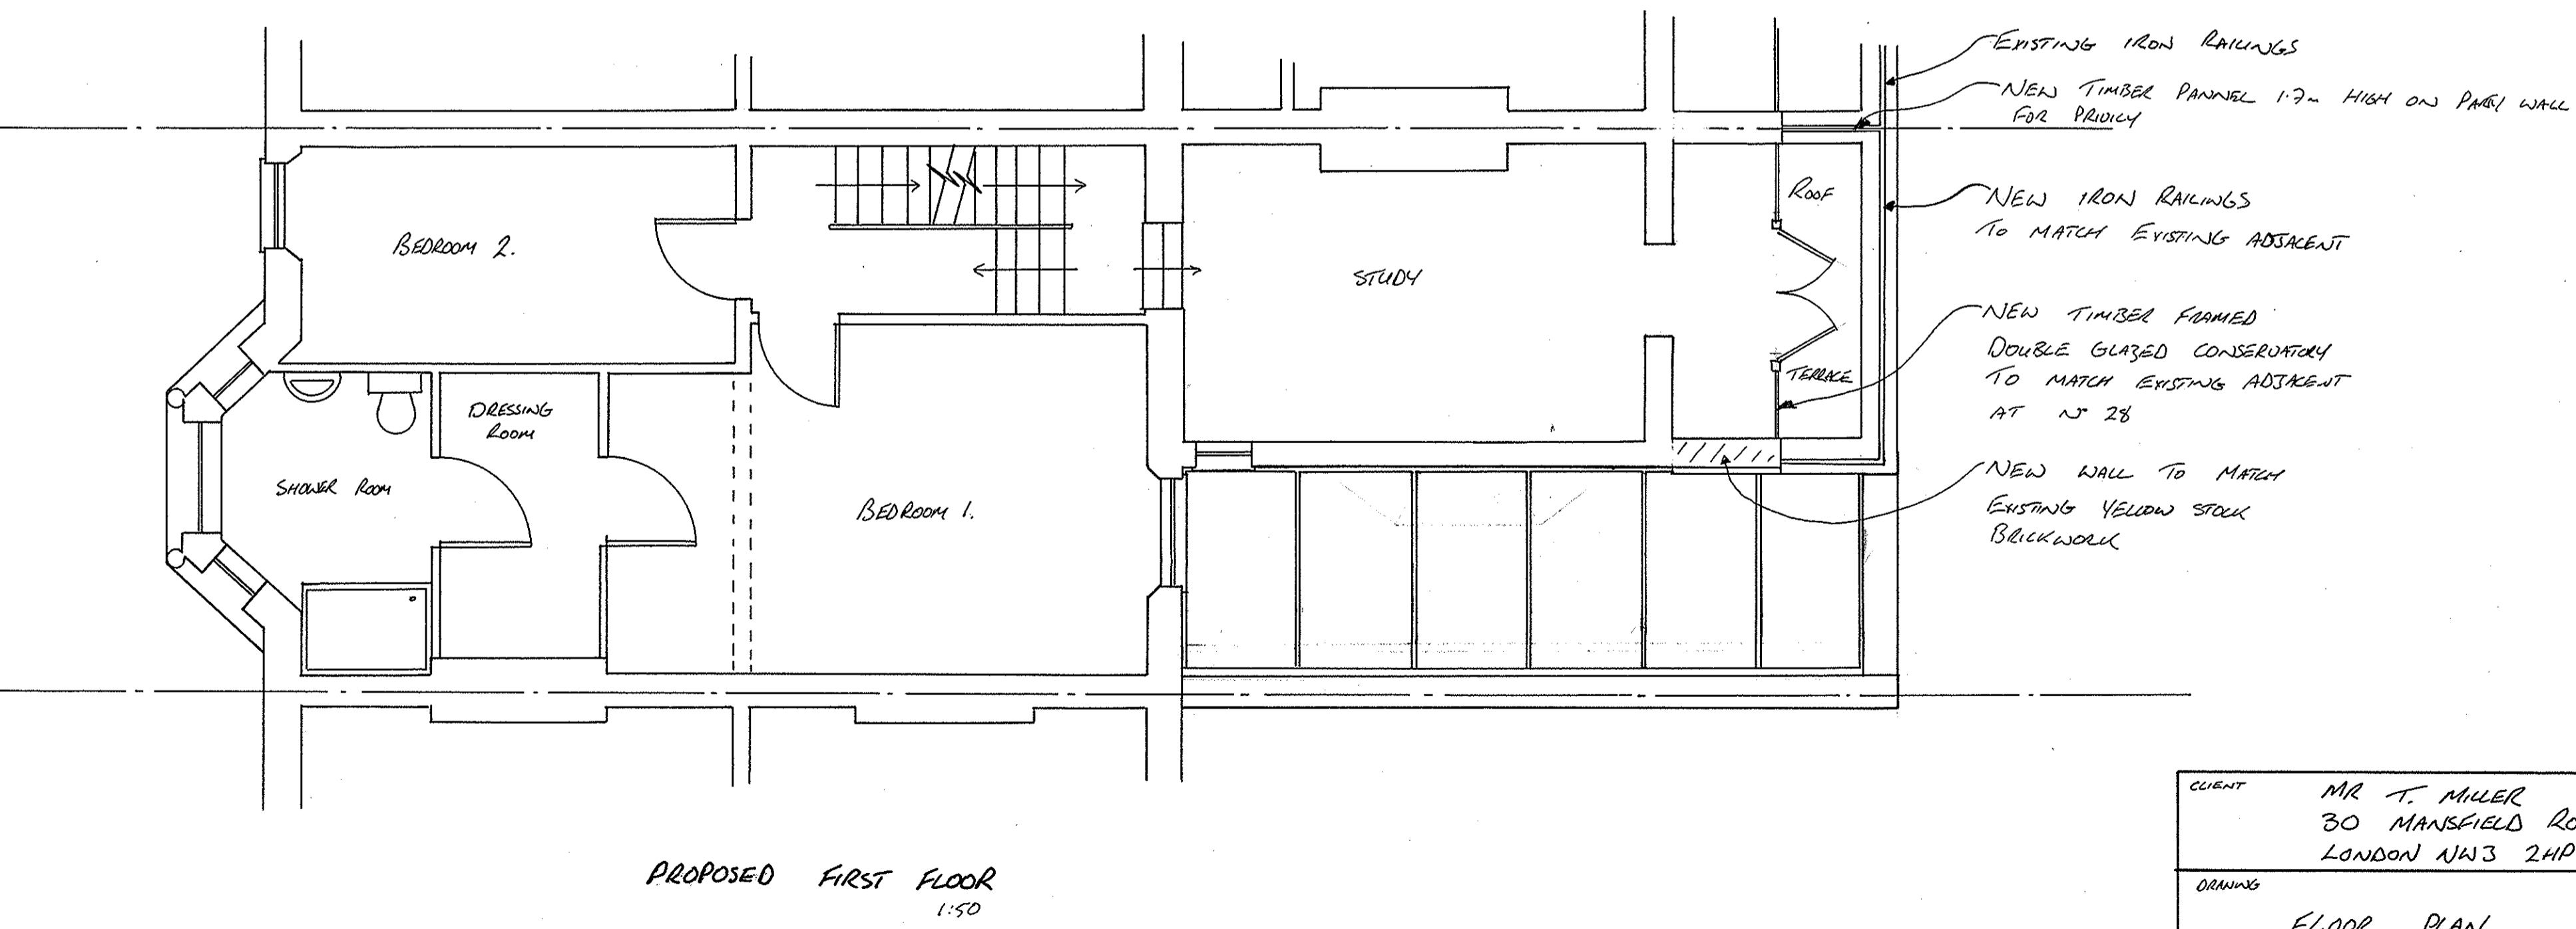 EXISTING IRON RAILINGS
NEW TIMBER PANNEL 1.7m HIGH ON PARTY WALL
FOR PRIVICY
ROOF
NEW IRON RAILINGS
TO MATCH EXISTING ADJACENT
BEDROOM 2.
STUDY
NEW TIMBER FRAMED
DOUBLE GLAZED CONSERVATORY
TO MATCH EXISTING ADJACENT
AT No 28
TERRACE
DRESSING
ROOM
SHOWER ROOM
BEDROOM 1.
NEW WALL TO MATCH
EXISTING YELLOW STOCK
BRICKWORK
PROPOSED FIRST FLOOR
1:50
CLIENT
MR T. MILLER
30 MANSFIELD RO
LONDON NW3 2HP
DRAWING
FLOOR PLAN